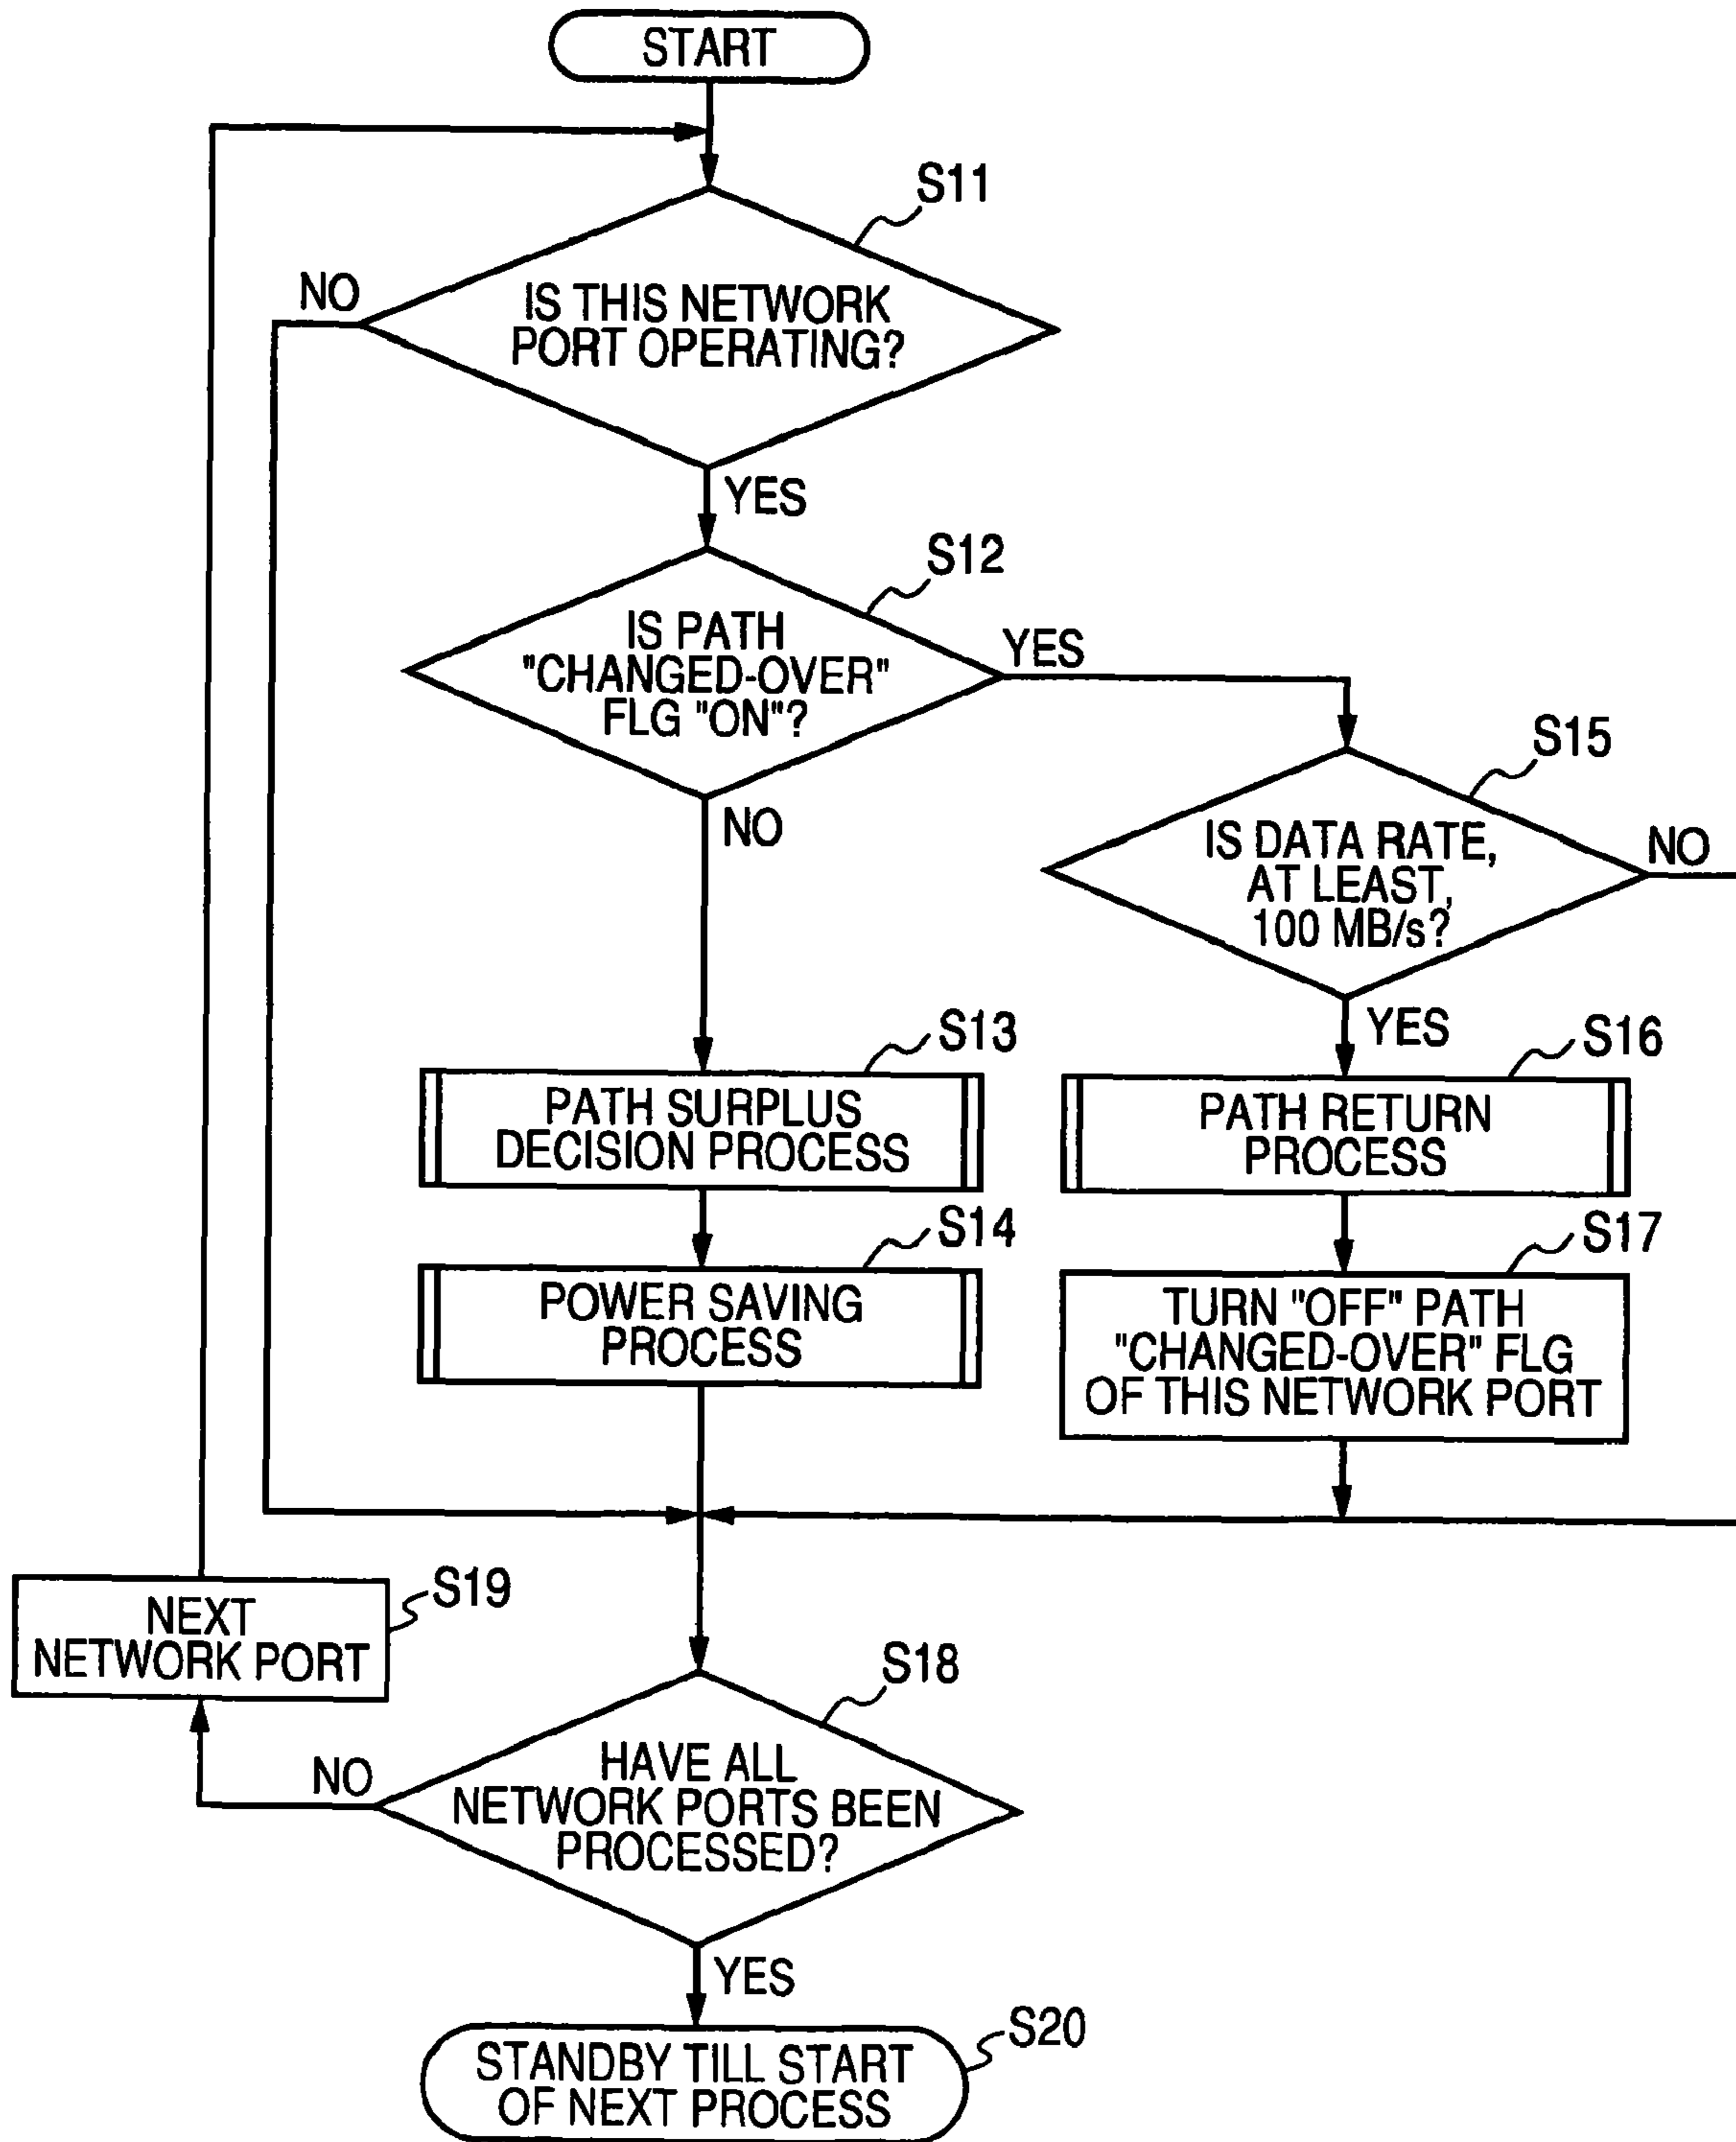 START
S11
NO
IS THIS NETWORK
PORT OPERATING?
YES
S12
IS PATH
"CHANGED-OVER"
FLG "ON"?
YES
NO
S15
IS DATA RATE,
AT LEAST,
100 MB/s?
NO
YES
S13
PATH SURPLUS
DECISION PROCESS
S16
PATH RETURN
PROCESS
S14
POWER SAVING
PROCESS
S17
TURN "OFF" PATH
"CHANGED-OVER" FLG
OF THIS NETWORK PORT
S19
NEXT
NETWORK PORT
S18
NO
HAVE ALL
NETWORK PORTS BEEN
PROCESSED?
YES
S20
STANDBY TILL START
OF NEXT PROCESS